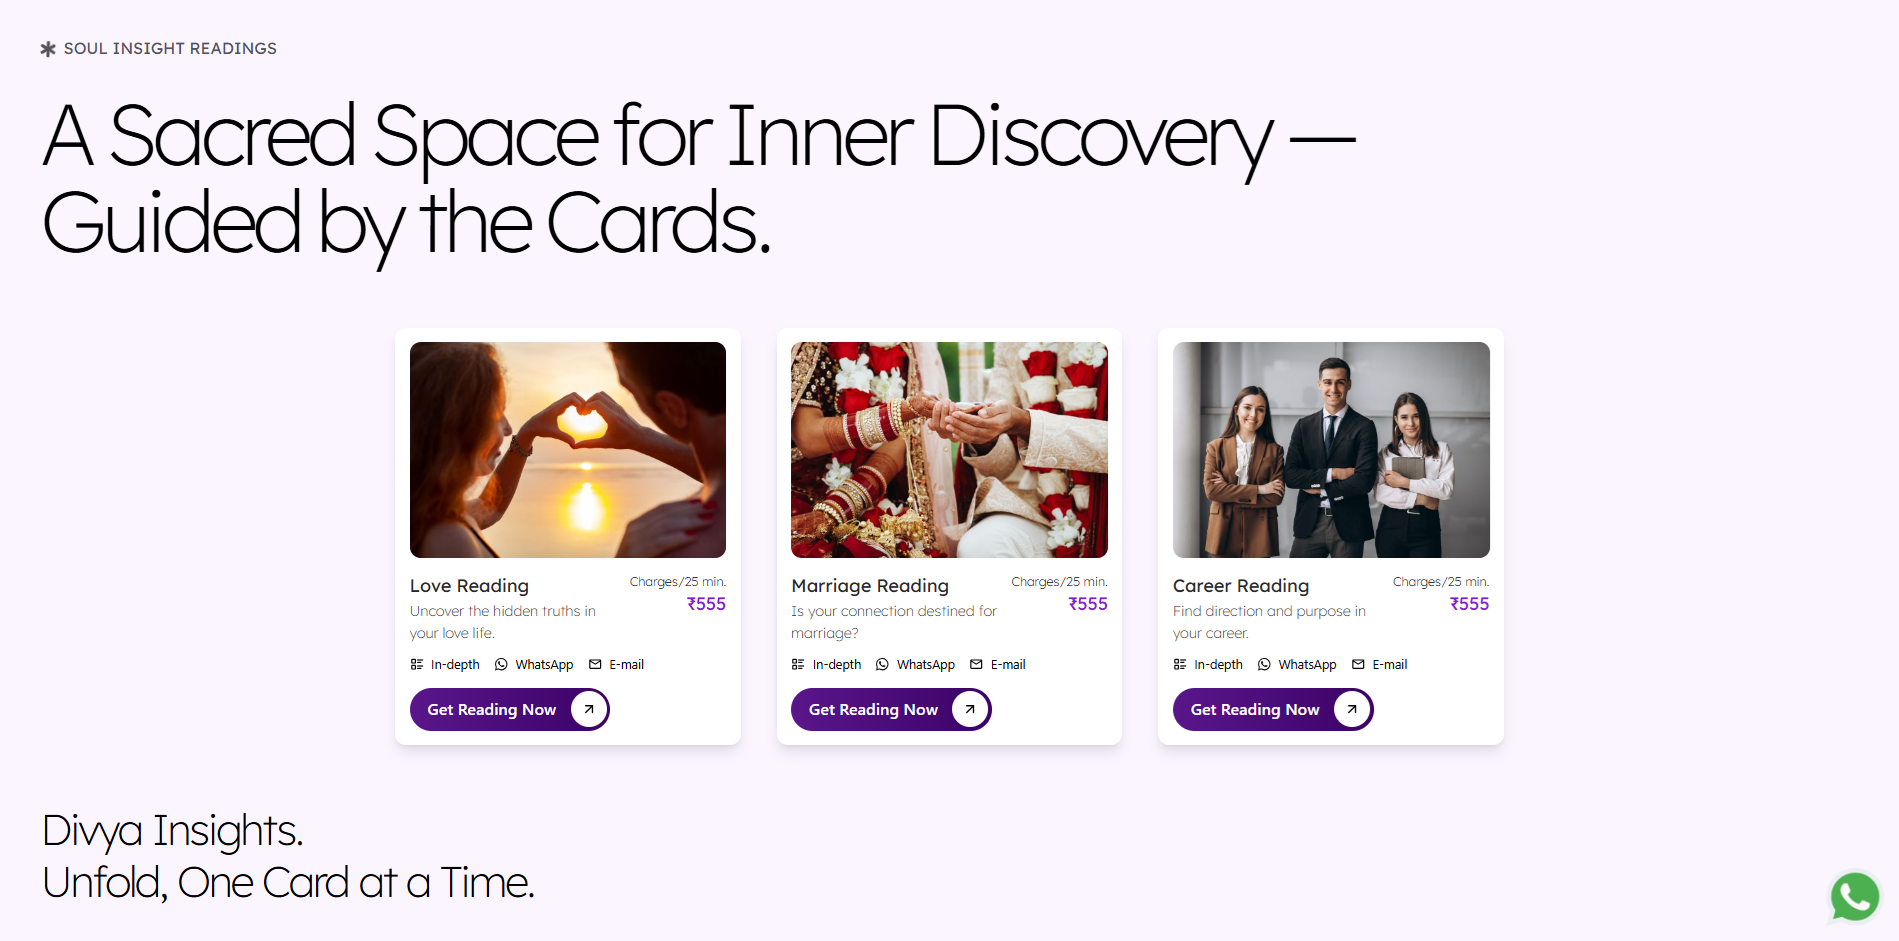 SOUL INSIGHT READINGS
A Sacred Space for Inner Discovery —
Guided by the Cards.
Love Reading
Charges/25 min.
₹555
Uncover the hidden truths in
your love life.
In-depth WhatsApp E-mail
Get Reading Now
Marriage Reading
Charges/25 min.
₹555
Is your connection destined for
marriage?
In-depth WhatsApp E-mail
Get Reading Now
Career Reading
Charges/25 min.
₹555
Find direction and purpose in
your career.
In-depth WhatsApp E-mail
Get Reading Now
Divya Insights.
Unfold, One Card at a Time.